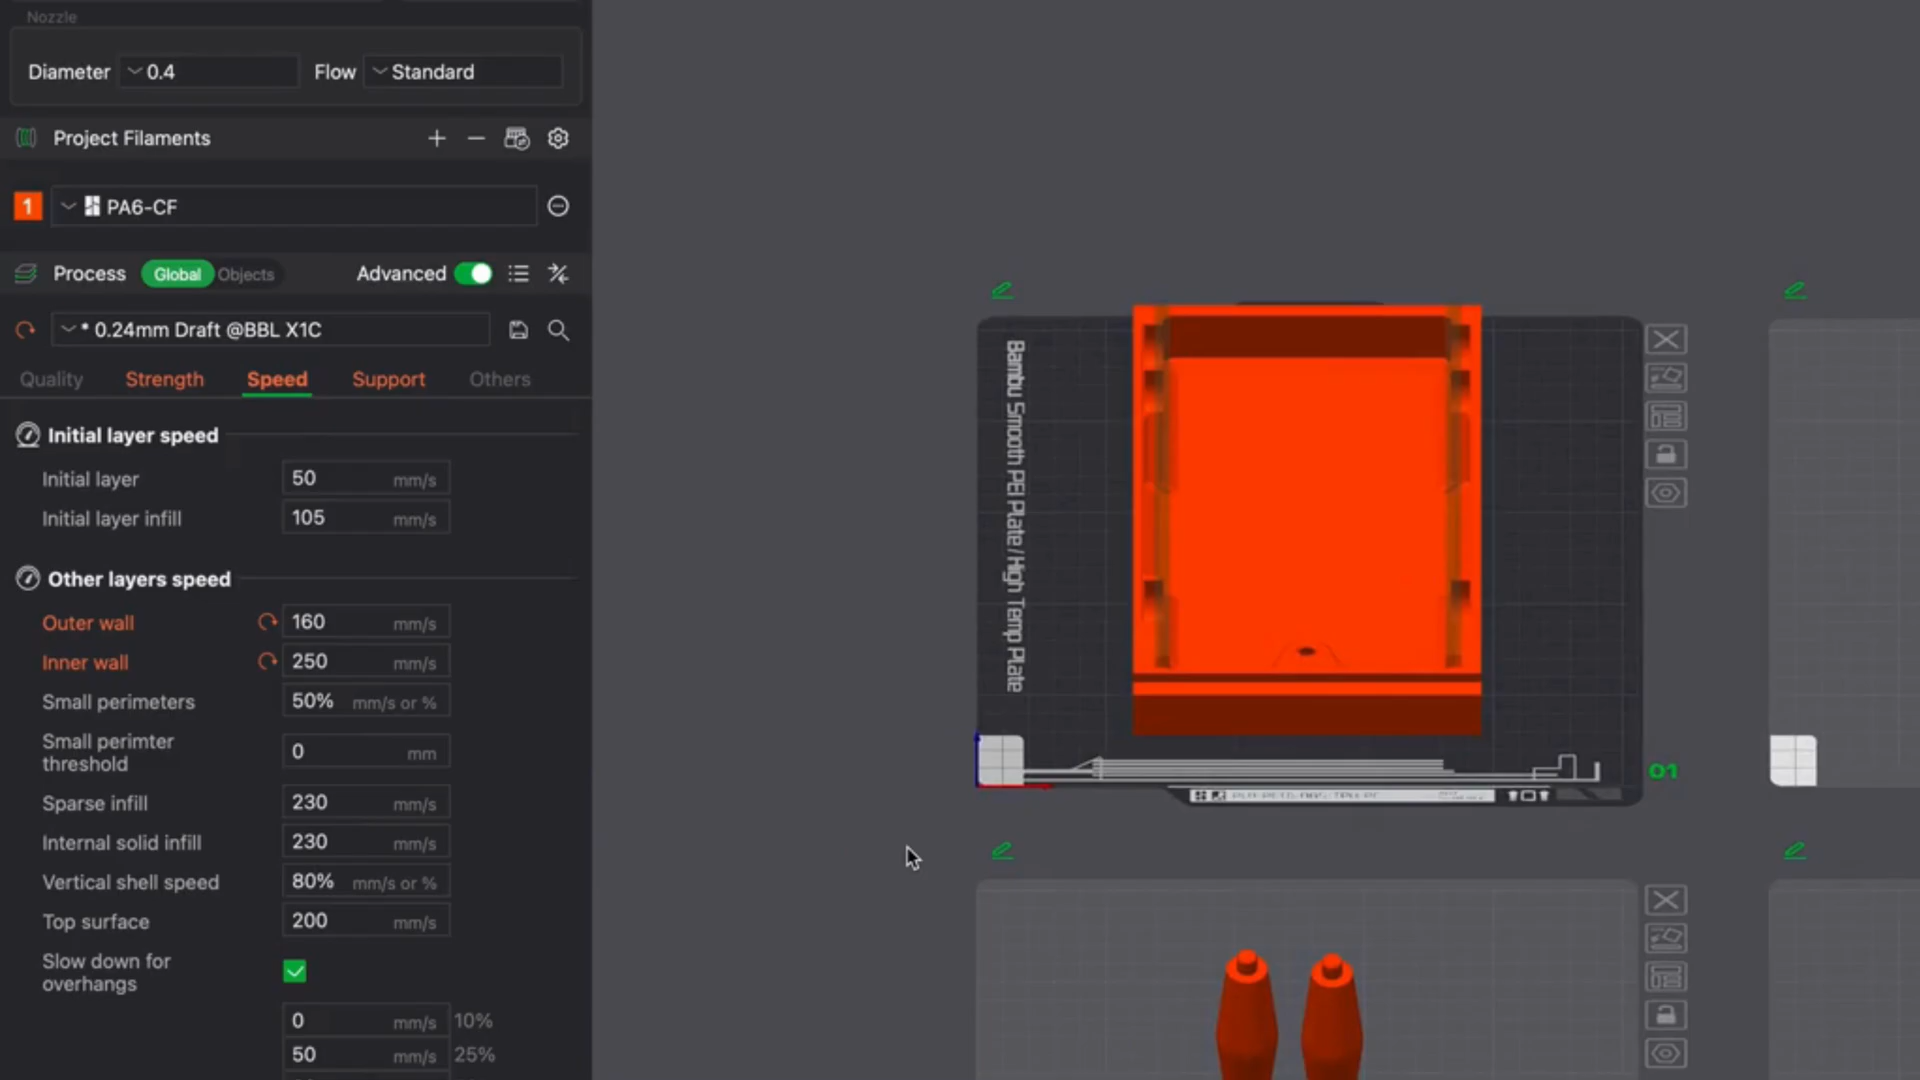 Nozzle
Diameter 0.4 Flow Standard
Project Filaments
1 PA6-CF
Process Global Objects Advanced
* 0.24mm Draft @BBL X1C
Quality Strength Speed Support Others
Initial layer speed
Initial layer 50 mm/s
Initial layer infill 105 mm/s
Other layers speed
Outer wall 160 mm/s
Inner wall 250 mm/s
Small perimeters 50% mm/s or %
Small perimter
threshold 0 mm
Sparse infill 230 mm/s
Internal solid infill 230 mm/s
Vertical shell speed 80% mm/s or %
Top surface 200 mm/s
Slow down for
overhangs
0 mm/s 10%
50 mm/s 25%
Bambu Smooth PEI Plate/High Temp Plate
01